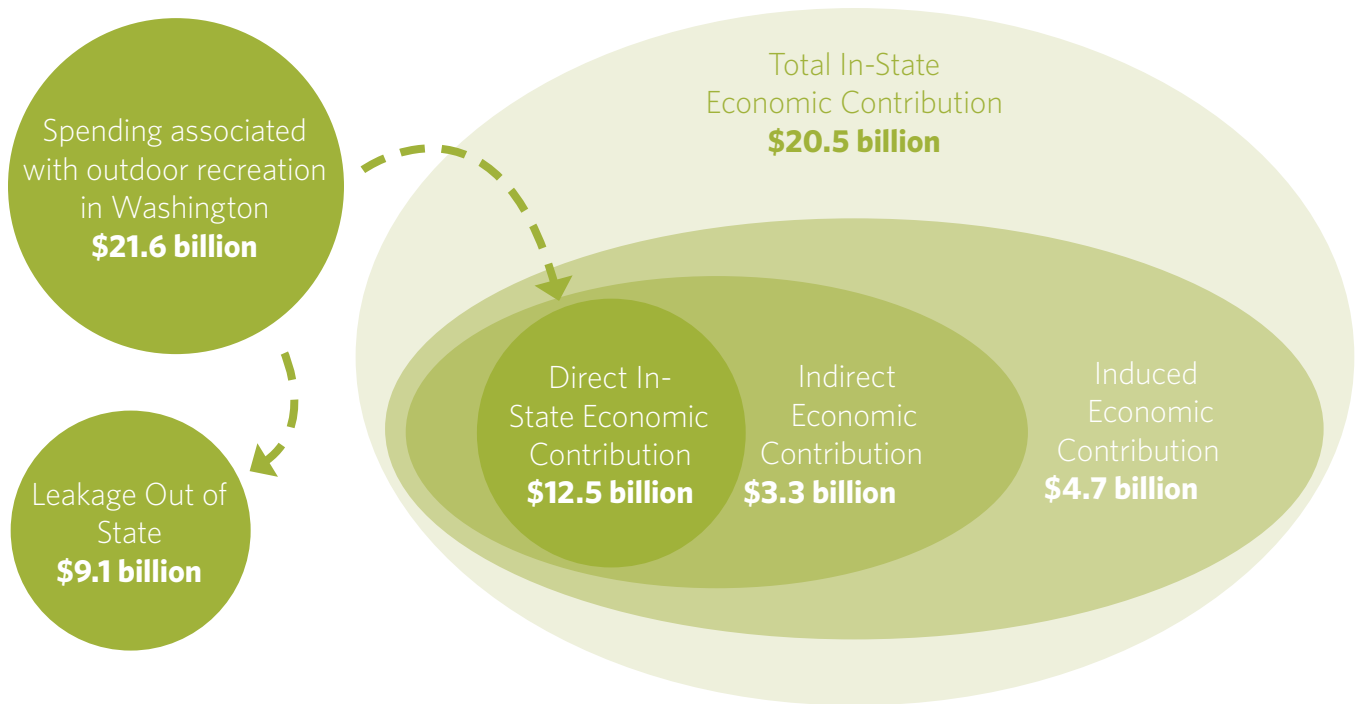 Spending associated
with outdoor recreation
in Washington
$21.6 billion
Leakage Out of
State
$9.1 billion
Total In-State
Economic Contribution
$20.5 billion
Direct In-
State Economic
Contribution
$12.5 billion
Indirect
Economic
Contribution
$3.3 billion
Induced
Economic
Contribution
$4.7 billion